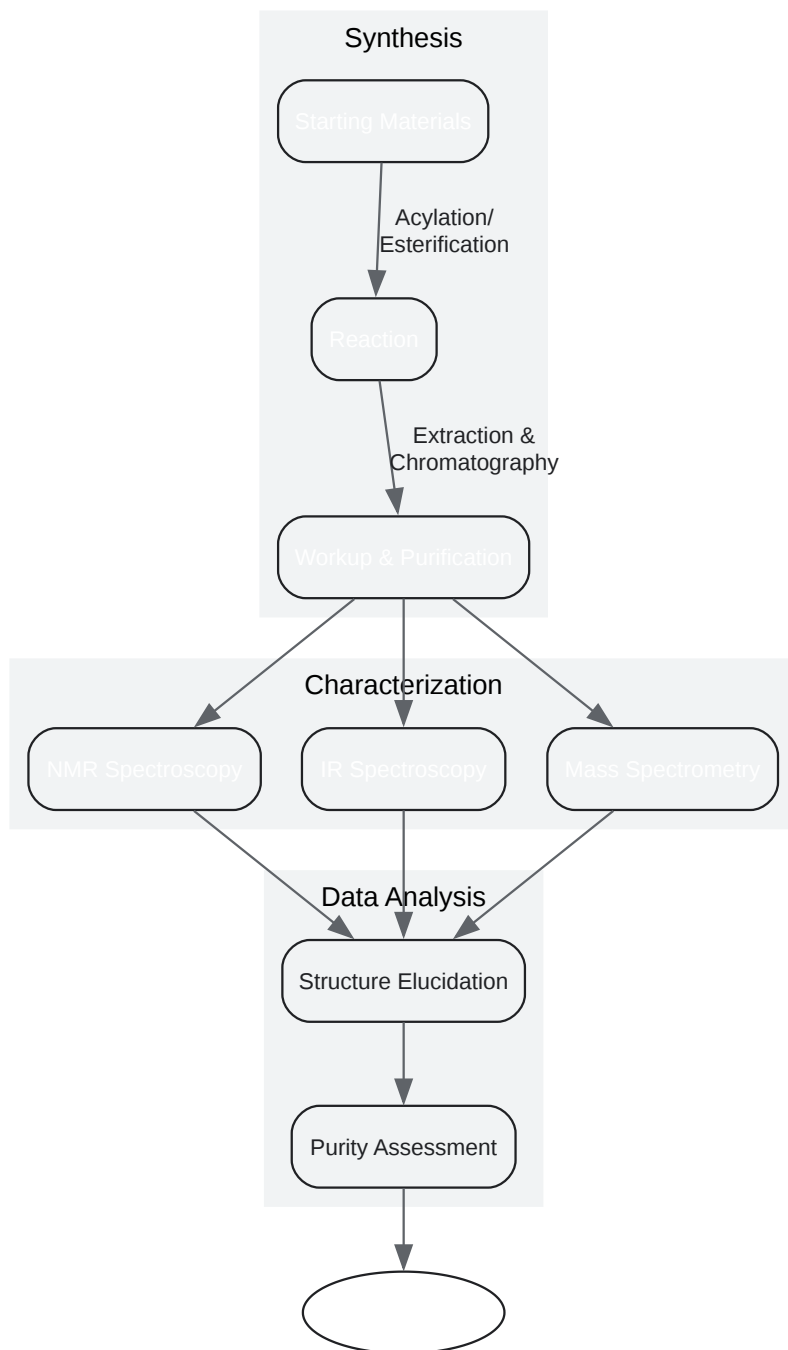 Synthesis
Starting Materials
Acylation/
Esterification
Reaction
Extraction &
Chromatography
Workup & Purification
Characterization
NMR Spectroscopy
IR Spectroscopy
Mass Spectrometry
Data Analysis
Structure Elucidation
Purity Assessment